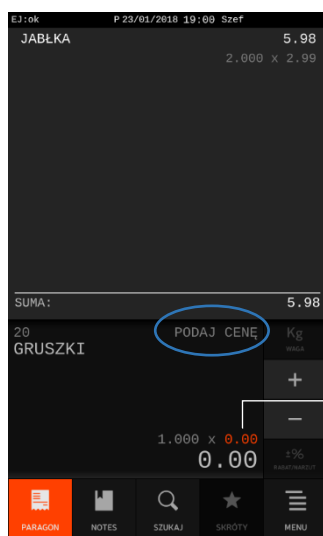 EJ:ok P 23/01/2018 19:00 Szef
JABŁKA 5.98
2.000 x 2.99
SUMA: 5.98
20 PODAJ CENĘ
GRUSZKI
Kg
WAGA
+
−
1.000 x 0.00
0.00
±%
RABAT/NARZUT
PARAGON NOTES SZUKAJ SKRÓTY MENU